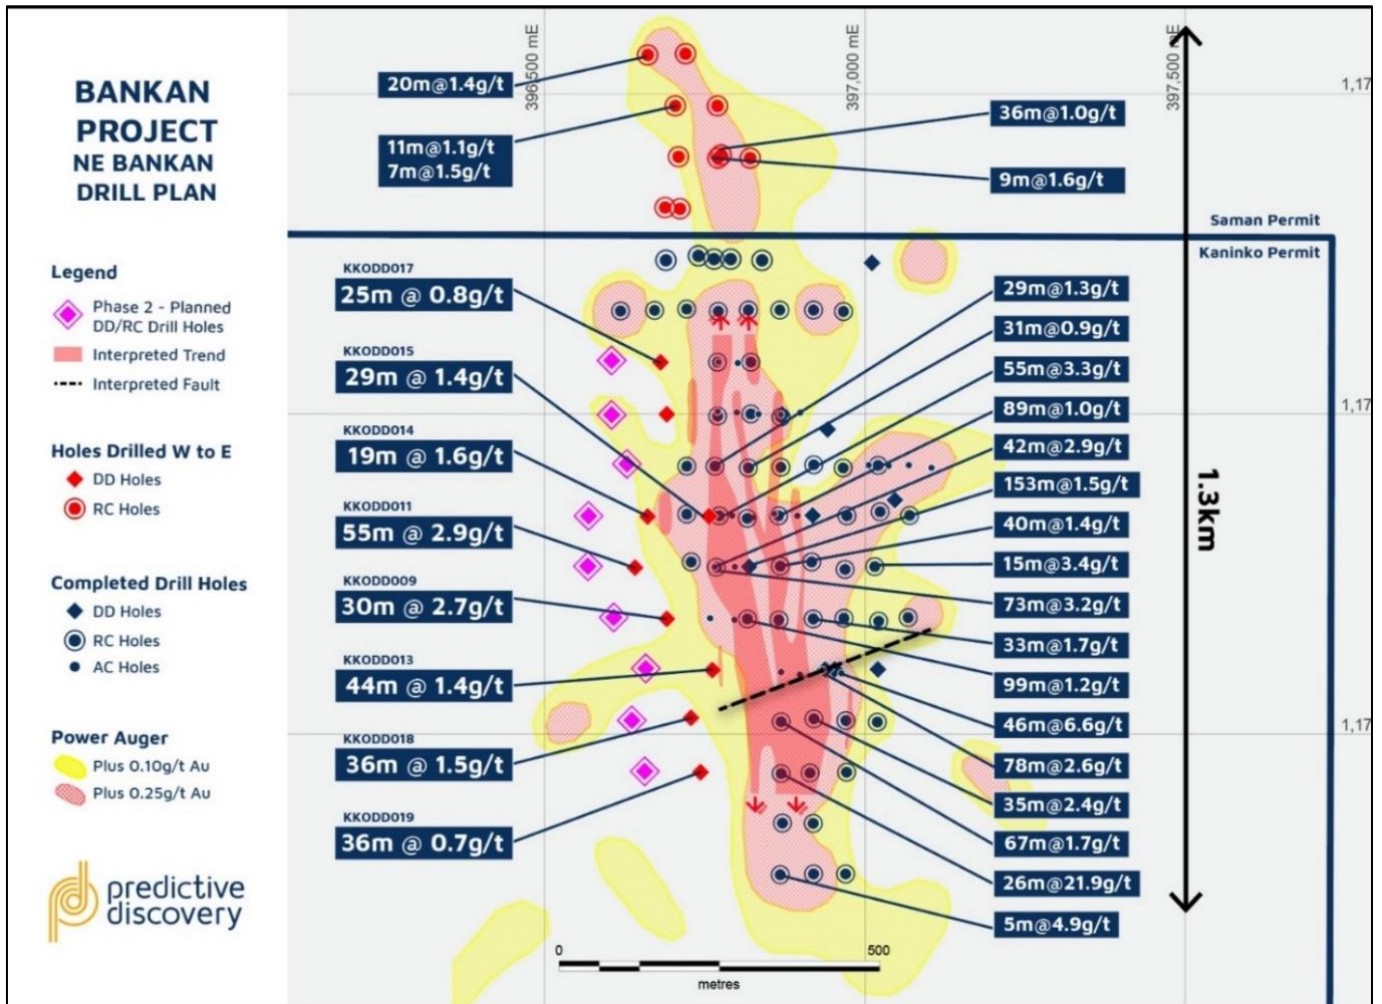 BANKAN
PROJECT
NE BANKAN
DRILL PLAN
Legend
Phase 2 - Planned
DD/RC Drill Holes
Interpreted Trend
Interpreted Fault
Holes Drilled W to E
DD Holes
RC Holes
Completed Drill Holes
DD Holes
RC Holes
AC Holes
Power Auger
Plus 0.10g/t Au
Plus 0.25g/t Au
predictive
discovery
396,500 mE
397,000 mE
397,500 mE
1,17
1,17
1,17
20m@1.4g/t
11m@1.1g/t
7m@1.5g/t
36m@1.0g/t
9m@1.6g/t
Saman Permit
Kaninko Permit
KKODD017
25m @ 0.8g/t
KKODD015
29m @ 1.4g/t
KKODD014
19m @ 1.6g/t
KKODD011
55m @ 2.9g/t
KKODD009
30m @ 2.7g/t
KKODD013
44m @ 1.4g/t
KKODD018
36m @ 1.5g/t
KKODD019
36m @ 0.7g/t
29m@1.3g/t
31m@0.9g/t
55m@3.3g/t
89m@1.0g/t
42m@2.9g/t
153m@1.5g/t
40m@1.4g/t
15m@3.4g/t
73m@3.2g/t
33m@1.7g/t
99m@1.2g/t
46m@6.6g/t
78m@2.6g/t
35m@2.4g/t
67m@1.7g/t
26m@21.9g/t
5m@4.9g/t
1.3km
0
500
metres